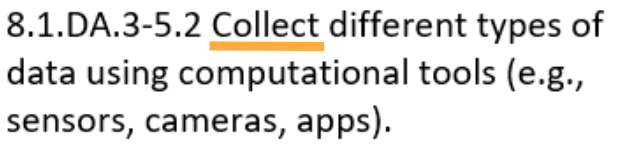 8.1.DA.3-5.2 Collect different types of
data using computational tools (e.g.,
sensors, cameras, apps).